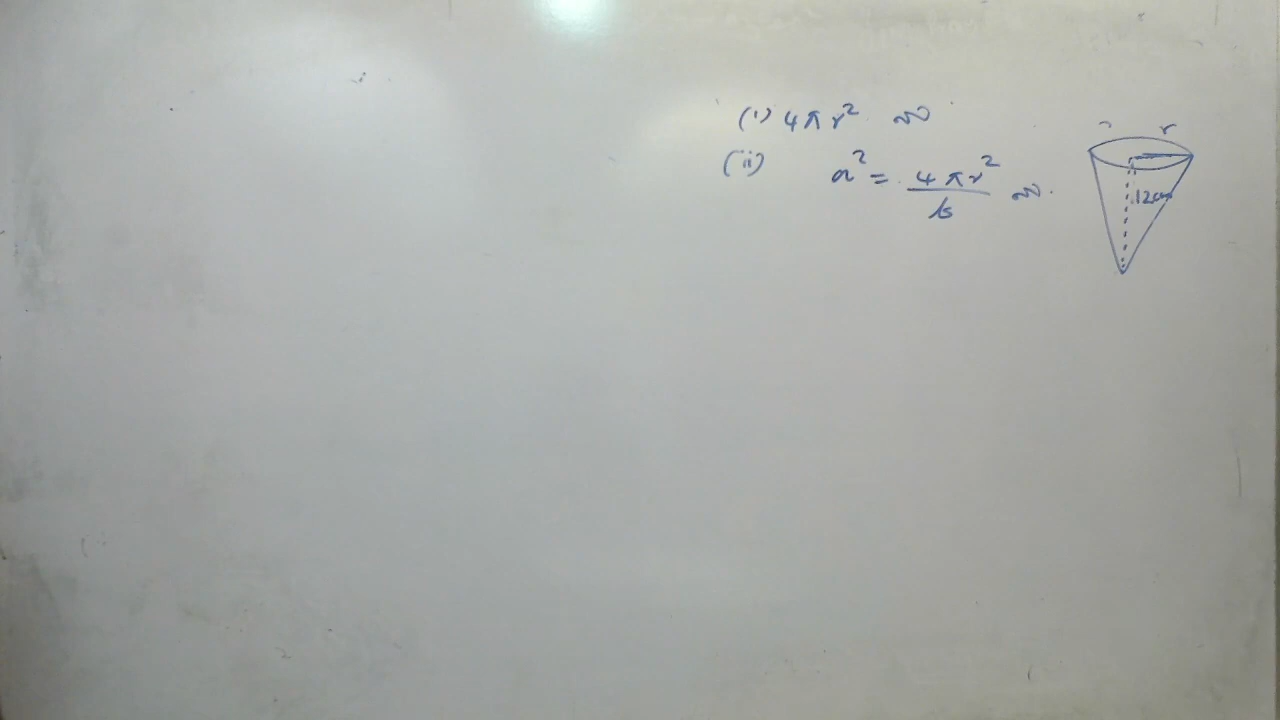 (i) 4πr²
(ii) a² = 4πr² / 6
r
12cm